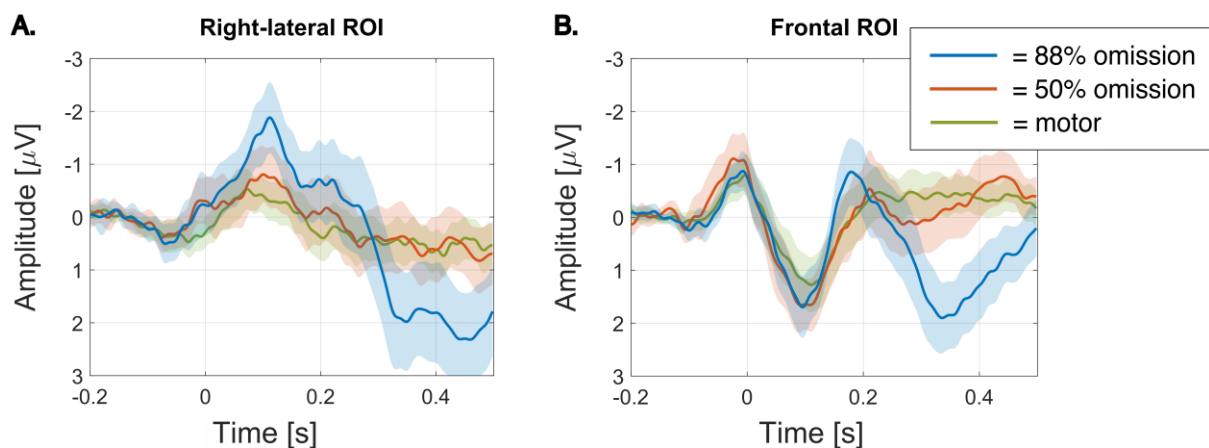 A.
Right-lateral ROI
-3
-2
-1
0
1
2
3
Amplitude [μV]
-0.2
0
0.2
0.4
Time [s]
B.
Frontal ROI
-3
-2
-1
0
1
2
3
Amplitude [μV]
-0.2
0
0.2
0.4
Time [s]
= 88% omission
= 50% omission
= motor